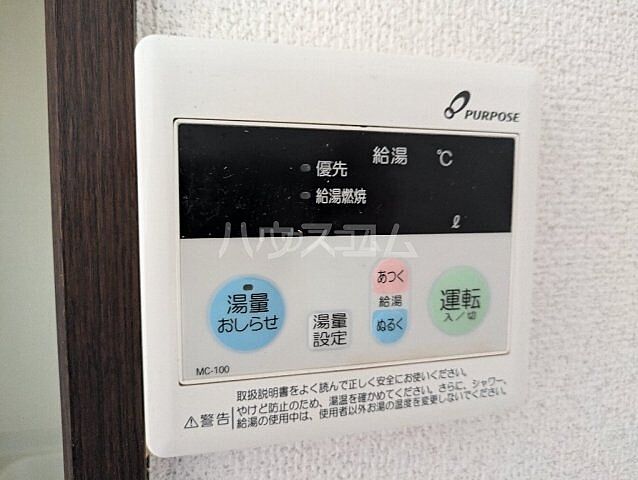 PURPOSE
給湯 ℃
優先
給湯燃焼
ℓ
ハウスコム
湯量
おしらせ
湯量
設定
あつく
給湯
ぬるく
運転
入/切
MC-100
取扱説明書をよく読んで正しく安全にお使いください。
⚠警告
やけど防止のため、湯温を確かめてください。さらに、シャワー、
給湯の使用中は、使用者以外お湯の温度を変更しないでください。